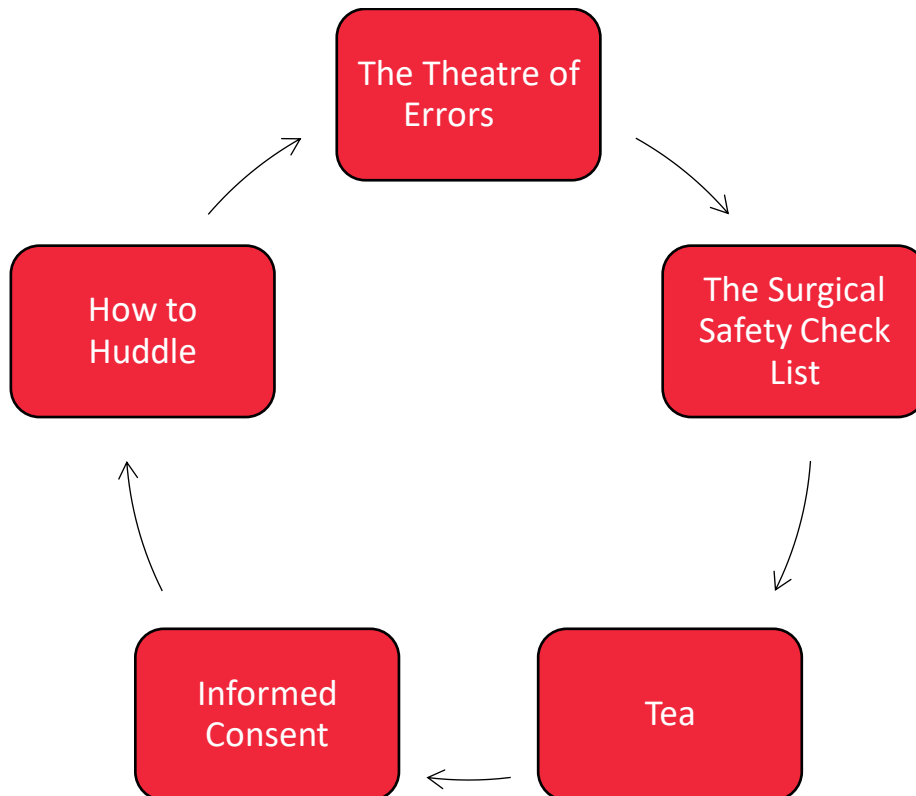 The Theatre of
Errors
The Surgical
Safety Check
List
Tea
Informed
Consent
How to
Huddle